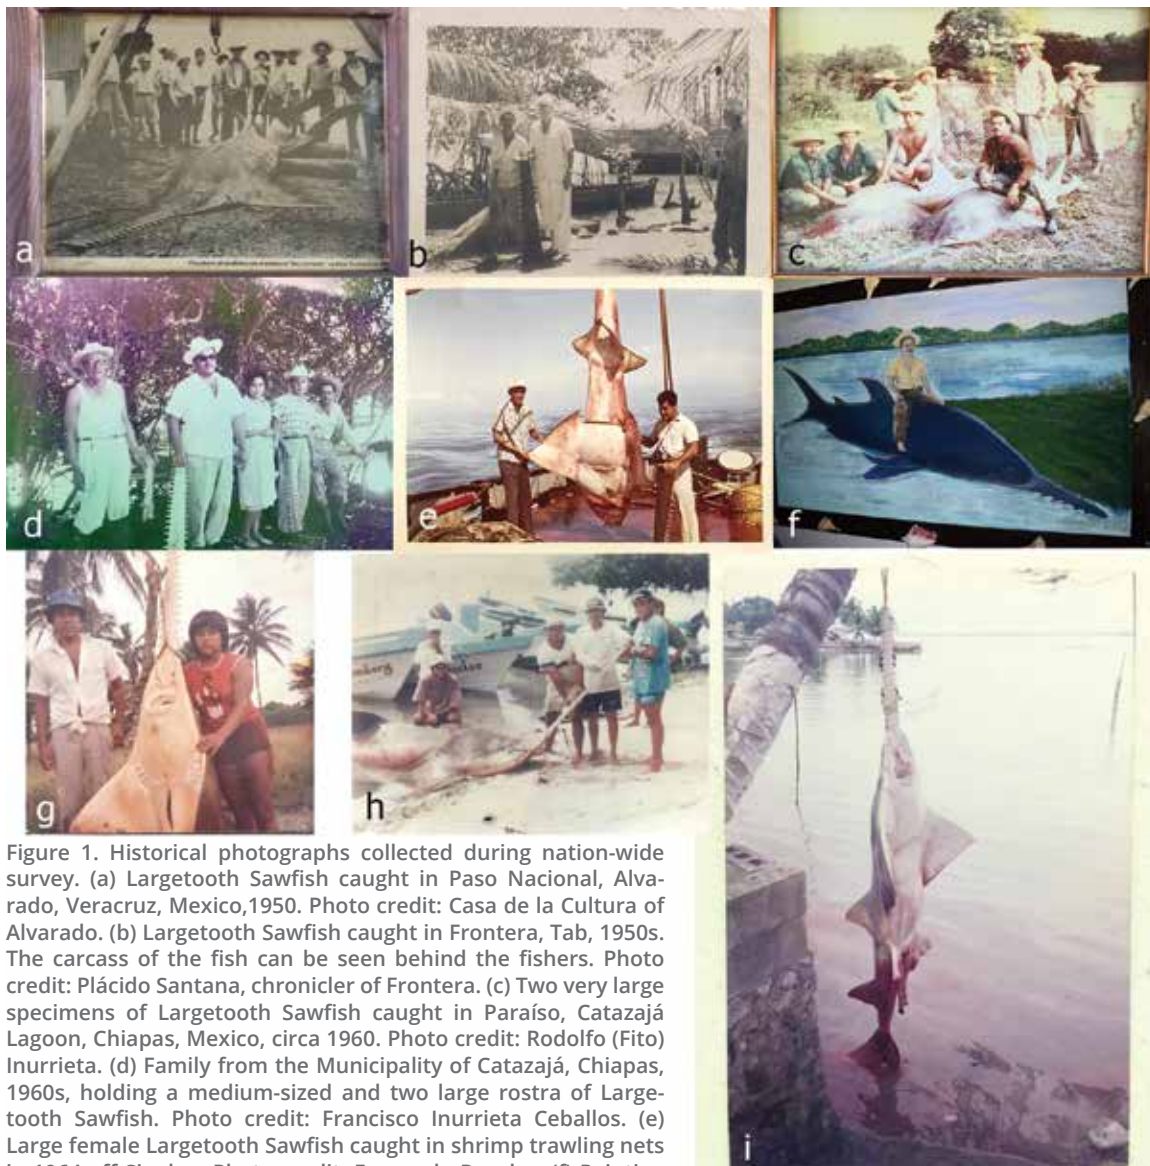 a
b
c
d
e
f
g
h
i
Figure 1. Historical photographs collected during nation-wide
survey. (a) Largetooth Sawfish caught in Paso Nacional, Alva-
rado, Veracruz, Mexico,1950. Photo credit: Casa de la Cultura of
Alvarado. (b) Largetooth Sawfish caught in Frontera, Tab, 1950s.
The carcass of the fish can be seen behind the fishers. Photo
credit: Plácido Santana, chronicler of Frontera. (c) Two very large
specimens of Largetooth Sawfish caught in Paraíso, Catazajá
Lagoon, Chiapas, Mexico, circa 1960. Photo credit: Rodolfo (Fito)
Inurrieta. (d) Family from the Municipality of Catazajá, Chiapas,
1960s, holding a medium-sized and two large rostra of Large-
tooth Sawfish. Photo credit: Francisco Inurrieta Ceballos. (e)
Large female Largetooth Sawfish caught in shrimp trawling nets